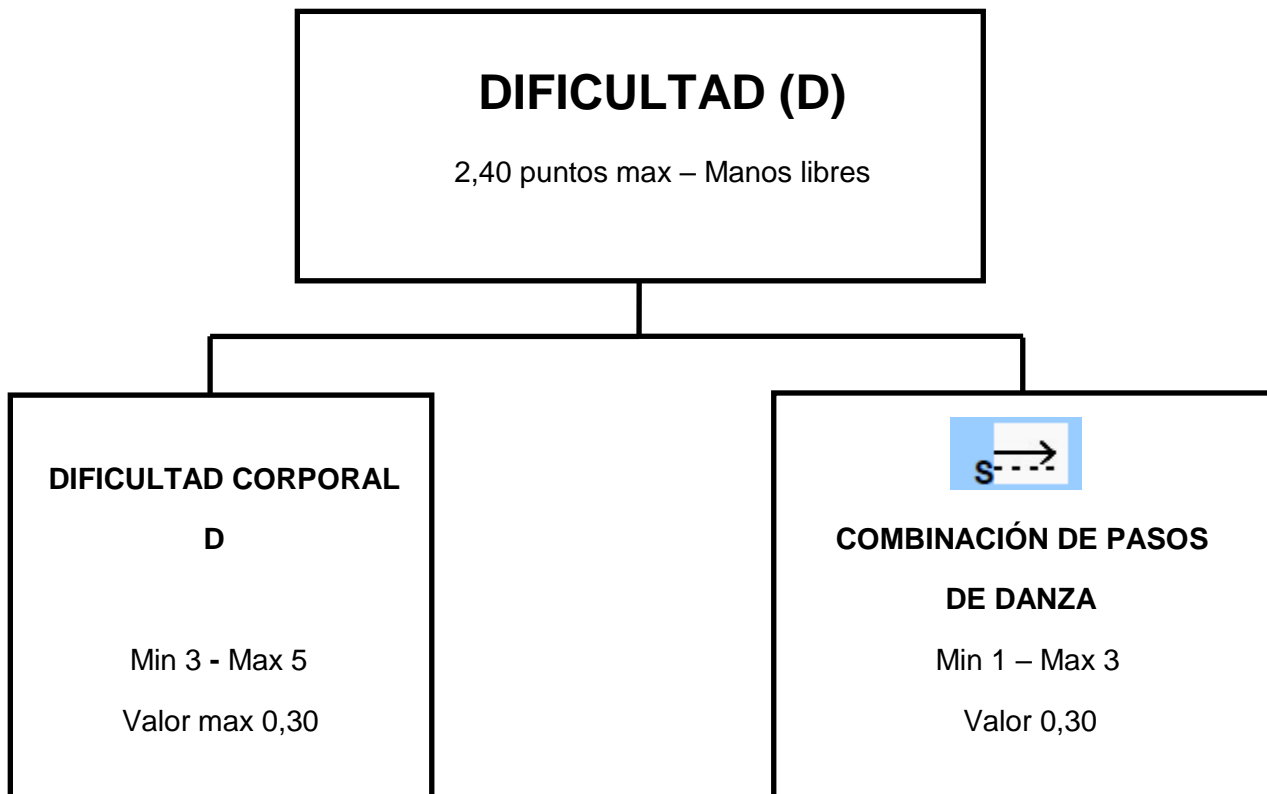 DIFICULTAD (D)
2,40 puntos max – Manos libres
DIFICULTAD CORPORAL
D
Min 3 - Max 5
Valor max 0,30
S
COMBINACIÓN DE PASOS
DE DANZA
Min 1 – Max 3
Valor 0,30